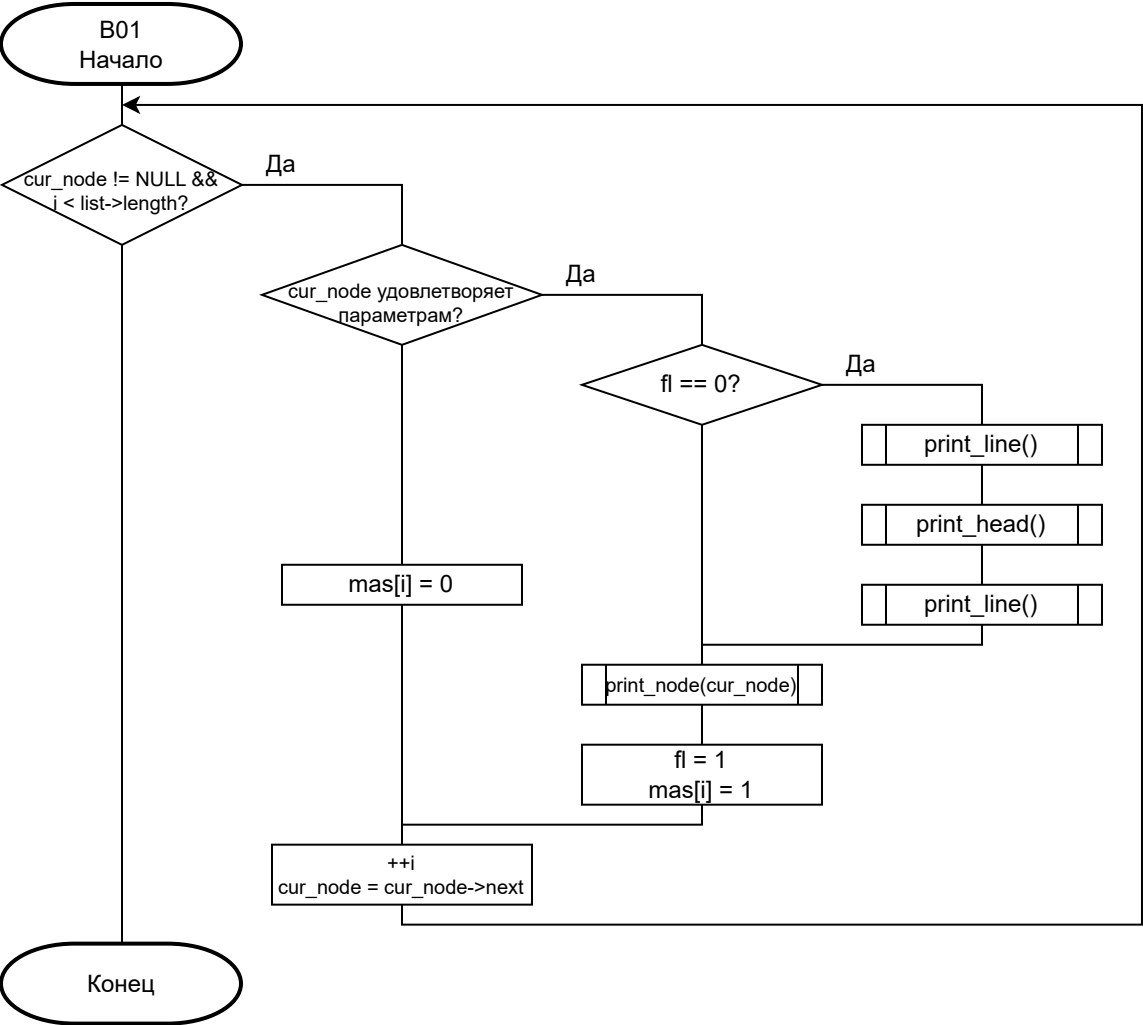 B01
Начало
cur_node != NULL &&
i < list->length?
Да
cur_node удовлетворяет
параметрам?
Да
fl == 0?
Да
print_line()
print_head()
print_line()
mas[i] = 0
print_node(cur_node)
fl = 1
mas[i] = 1
++i
cur_node = cur_node->next
Конец